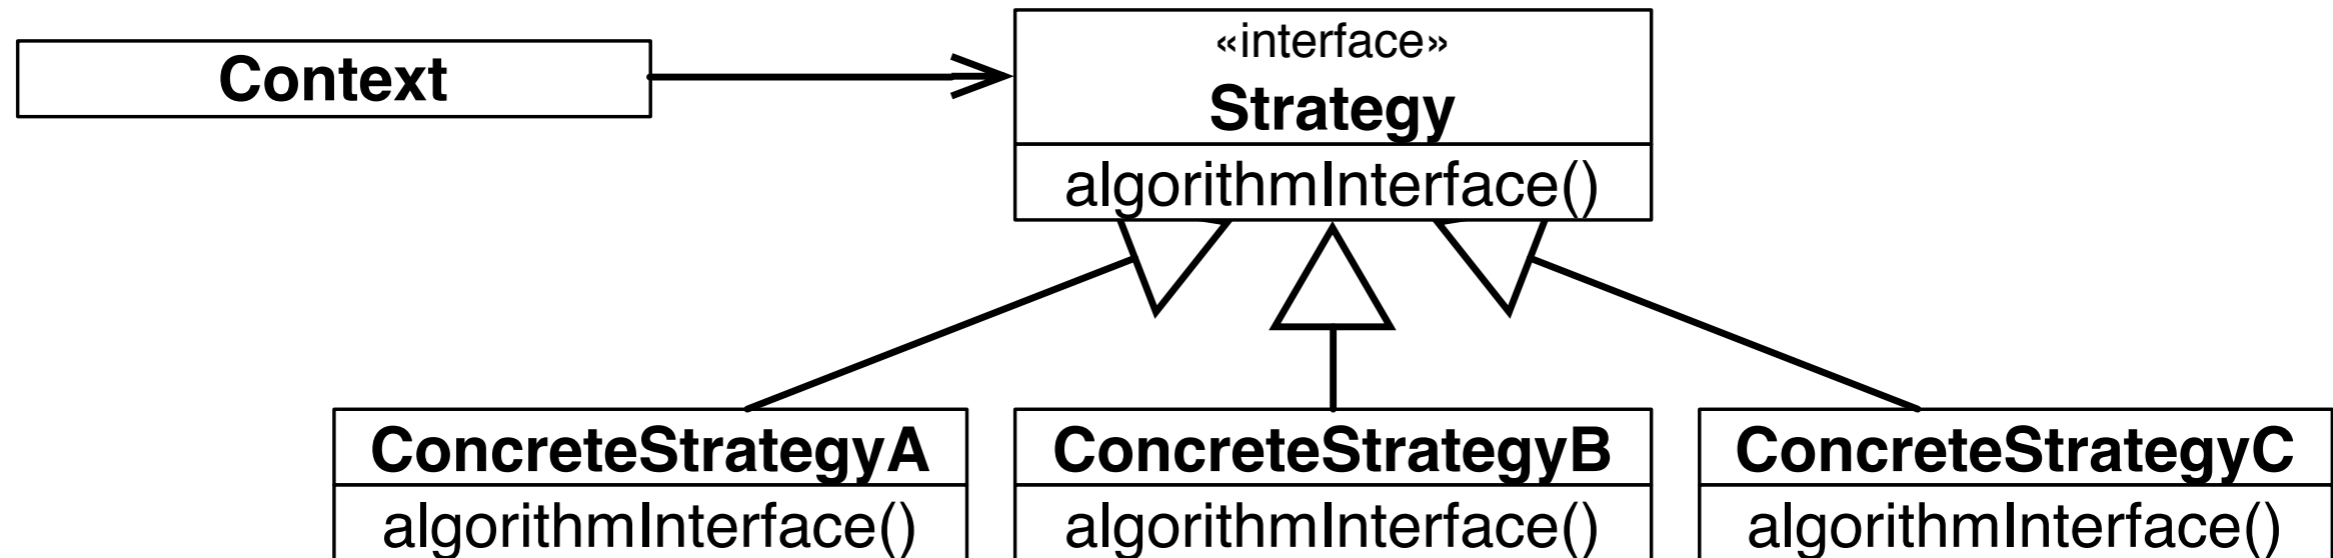 Context
«interface»
Strategy
algorithmInterface()
ConcreteStrategyA
algorithmInterface()
ConcreteStrategyB
algorithmInterface()
ConcreteStrategyC
algorithmInterface()